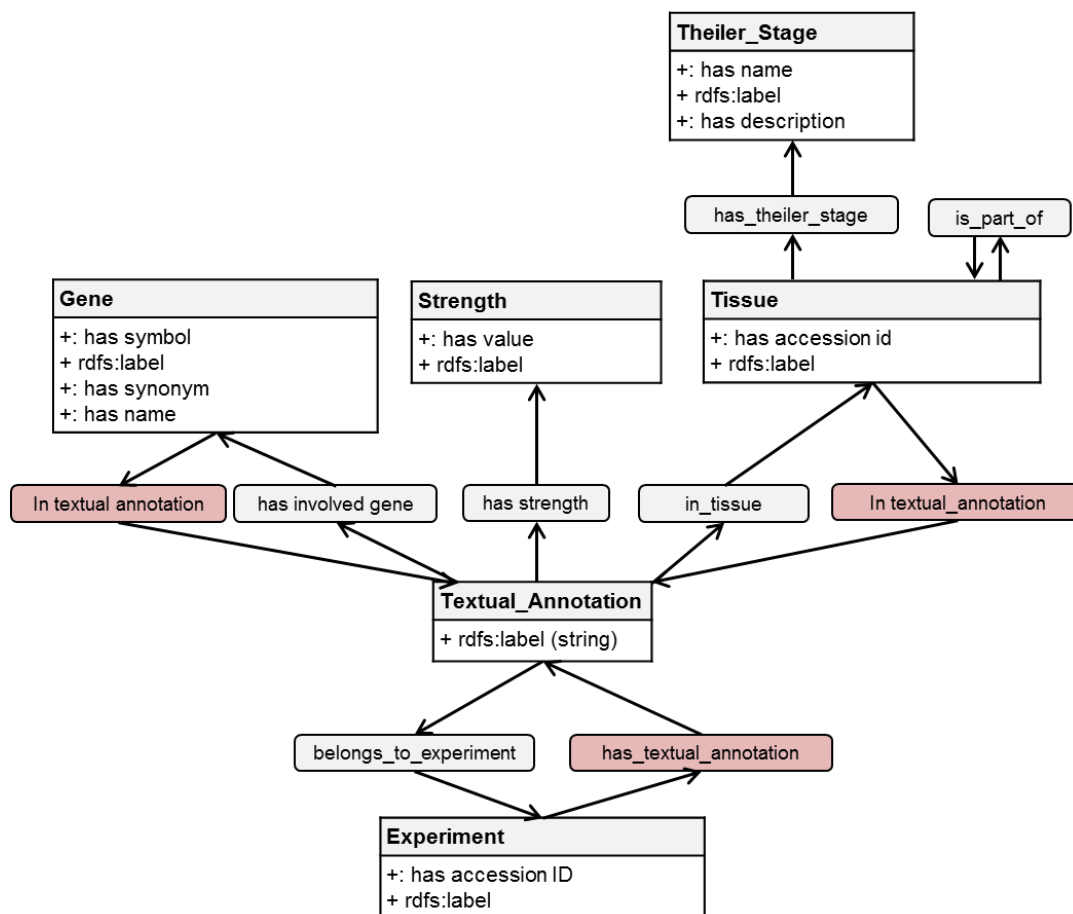 Theiler_Stage
+: has name
+ rdfs:label
+: has description
has_theiler_stage
is_part_of
Gene
+: has symbol
+ rdfs:label
+: has synonym
+: has name
Strength
+: has value
+ rdfs:label
Tissue
+: has accession id
+ rdfs:label
In textual annotation
has involved gene
has strength
in_tissue
In textual_annotation
Textual_Annotation
+ rdfs:label (string)
belongs_to_experiment
has_textual_annotation
Experiment
+: has accession ID
+ rdfs:label